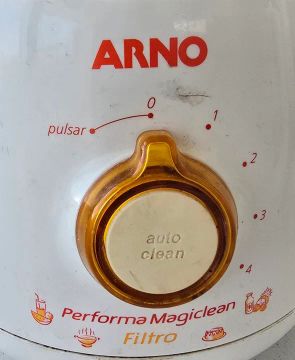 ARNO
0
pulsar
1
2
3
4
auto
clean
Performa Magiclean
Filtro